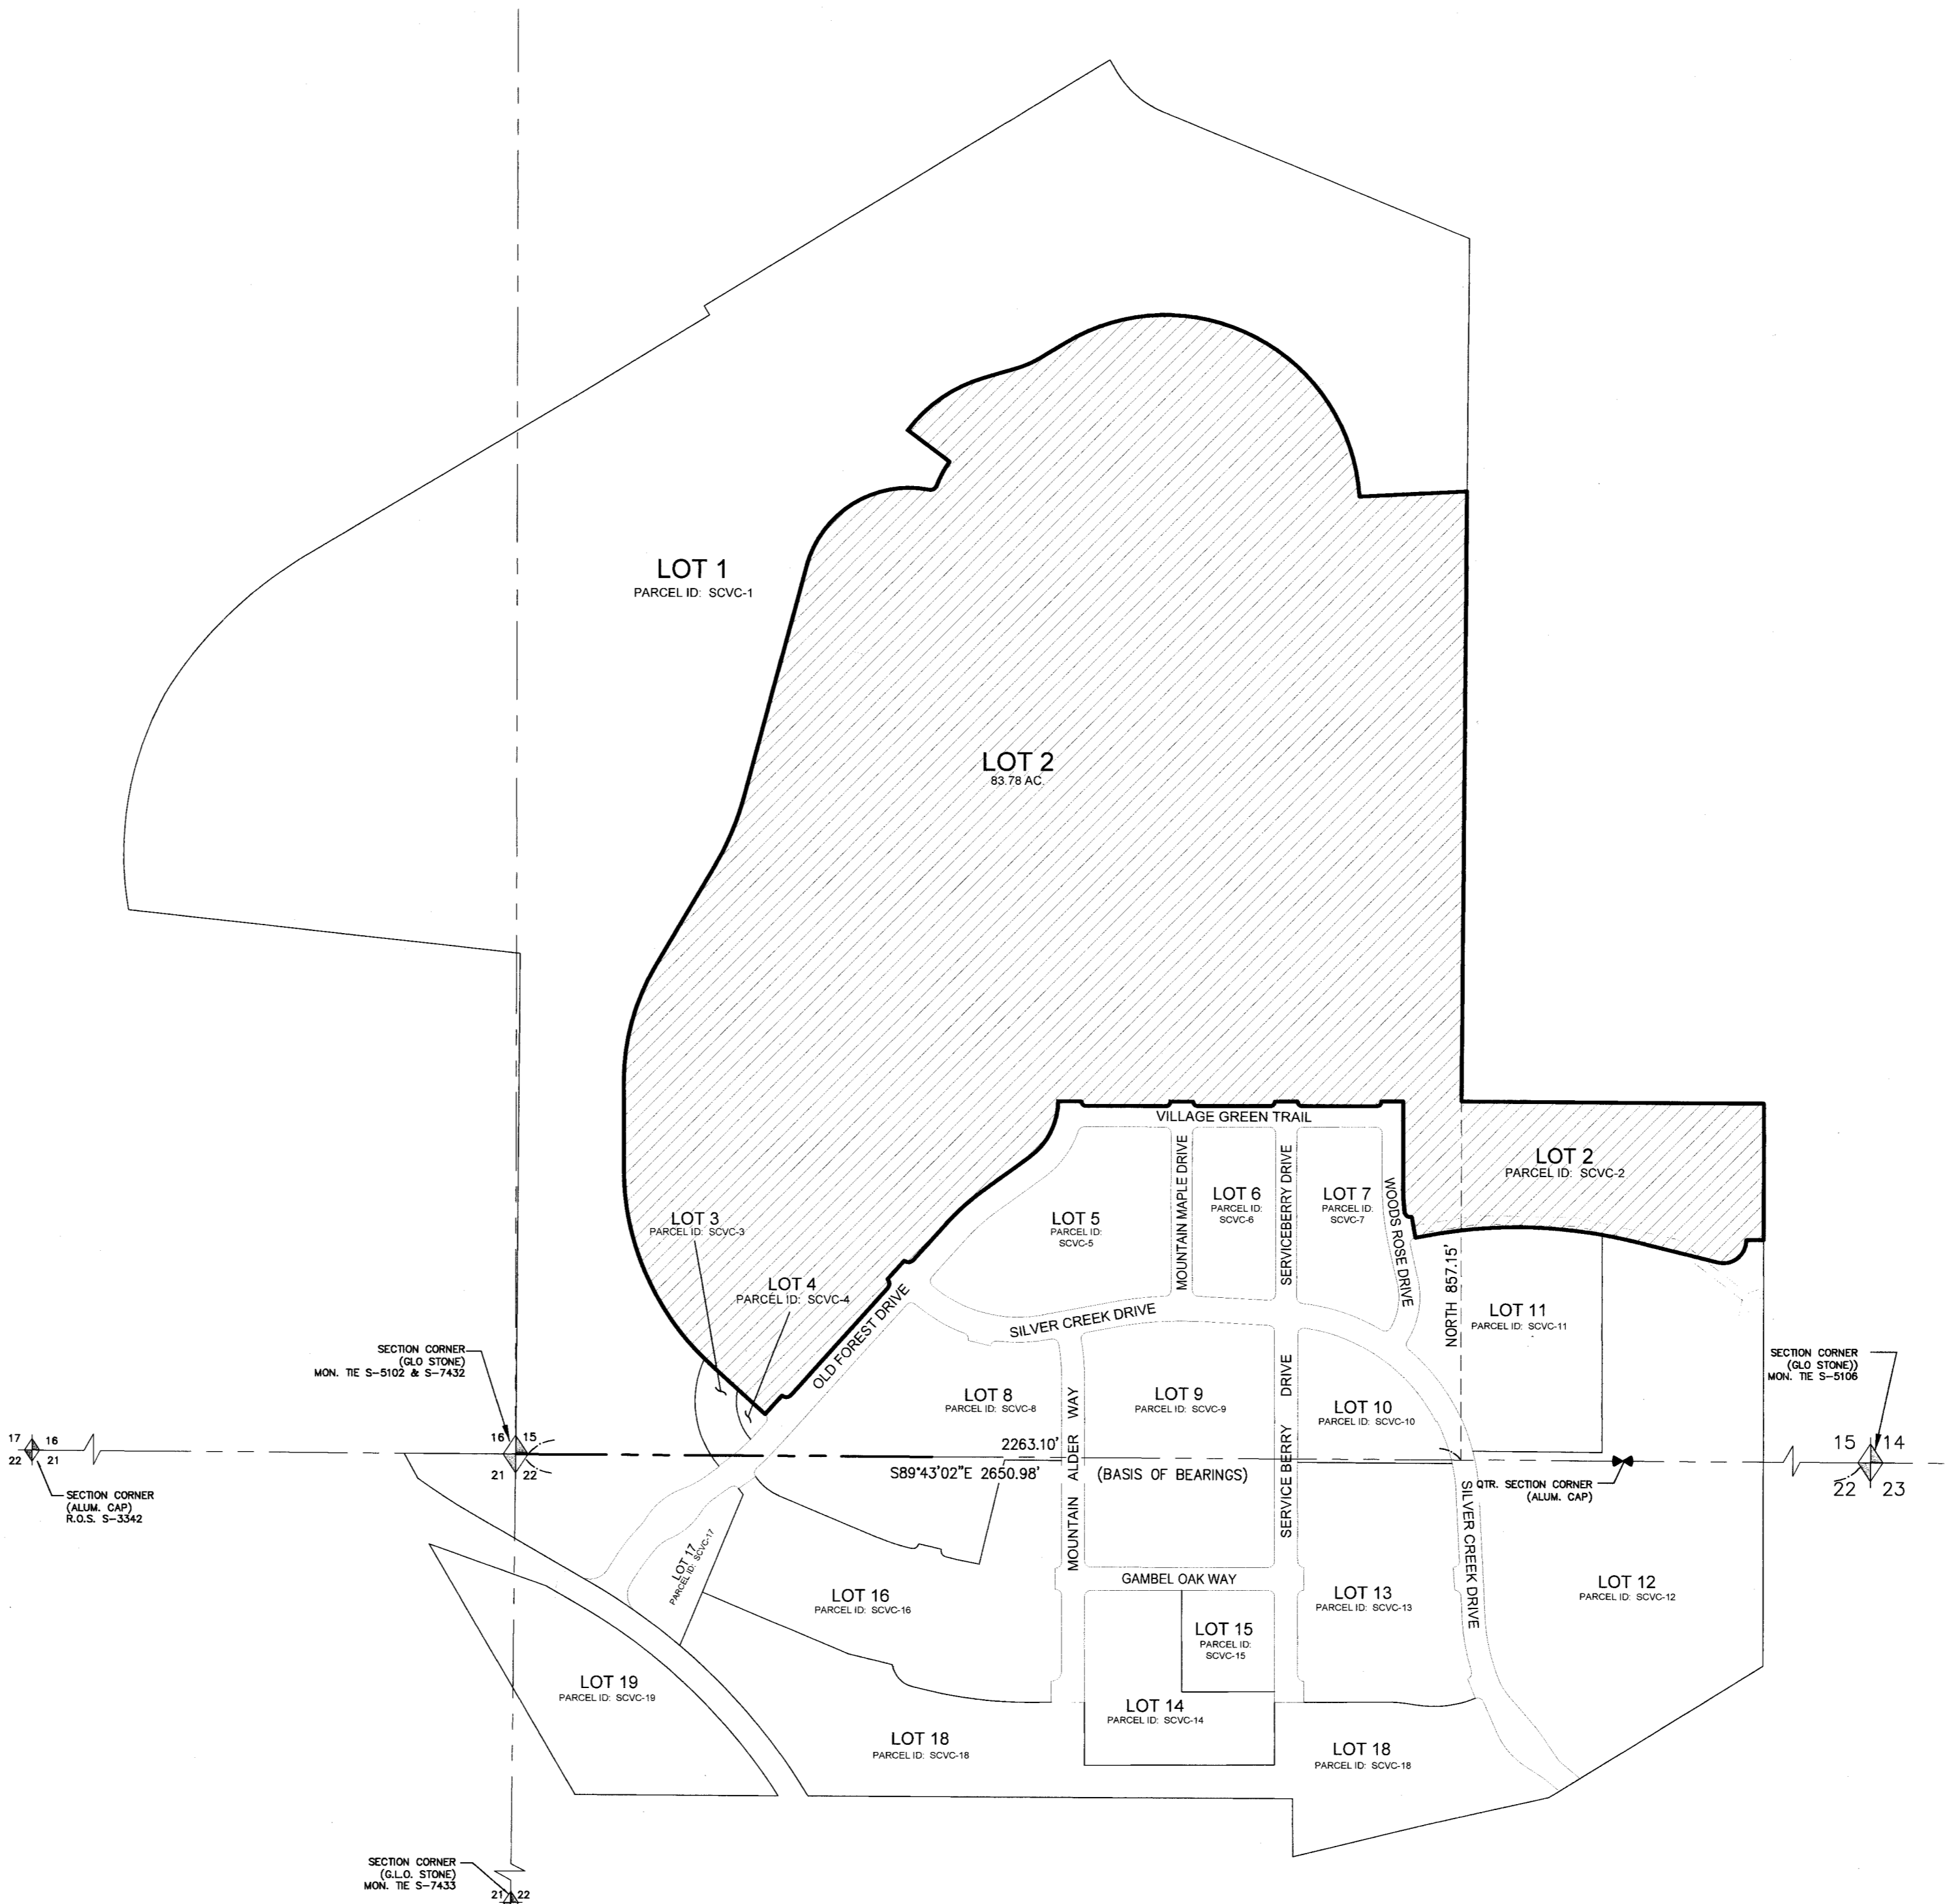 LOT 1
PARCEL ID: SCVC-1
LOT 2
83.78 AC.
VILLAGE GREEN TRAIL
LOT 2
PARCEL ID: SCVC-2
MOUNTAIN MAPLE DRIVE
SERVICEBERRY DRIVE
WOODS ROSE DRIVE
LOT 3
PARCEL ID: SCVC-3
LOT 5
PARCEL ID:
SCVC-5
LOT 6
PARCEL ID:
SCVC-6
LOT 7
PARCEL ID:
SCVC-7
LOT 4
PARCEL ID: SCVC-4
OLD FOREST DRIVE
SILVER CREEK DRIVE
NORTH 857.15'
LOT 11
PARCEL ID: SCVC-11
SECTION CORNER
(GLO STONE)
MON. TIE S-5102 & S-7432
SECTION CORNER
(GLO STONE))
MON. TIE S-5106
LOT 8
PARCEL ID: SCVC-8
MOUNTAIN ALDER WAY
LOT 9
PARCEL ID: SCVC-9
SERVICE BERRY DRIVE
LOT 10
PARCEL ID: SCVC-10
17 16
22 21
16 15
21 22
2263.10'
S89°43'02"E 2650.98'
(BASIS OF BEARINGS)
15 14
22 23
SECTION CORNER
(ALUM. CAP)
R.O.S. S-3342
QTR. SECTION CORNER
(ALUM. CAP)
SILVER CREEK DRIVE
LOT 17
PARCEL ID: SCVC-17
GAMBEL OAK WAY
LOT 16
PARCEL ID: SCVC-16
LOT 13
PARCEL ID: SCVC-13
LOT 12
PARCEL ID: SCVC-12
LOT 15
PARCEL ID:
SCVC-15
LOT 19
PARCEL ID: SCVC-19
LOT 14
PARCEL ID: SCVC-14
LOT 18
PARCEL ID: SCVC-18
LOT 18
PARCEL ID: SCVC-18
SECTION CORNER
(G.L.O. STONE)
MON. TIE S-7433
21 22